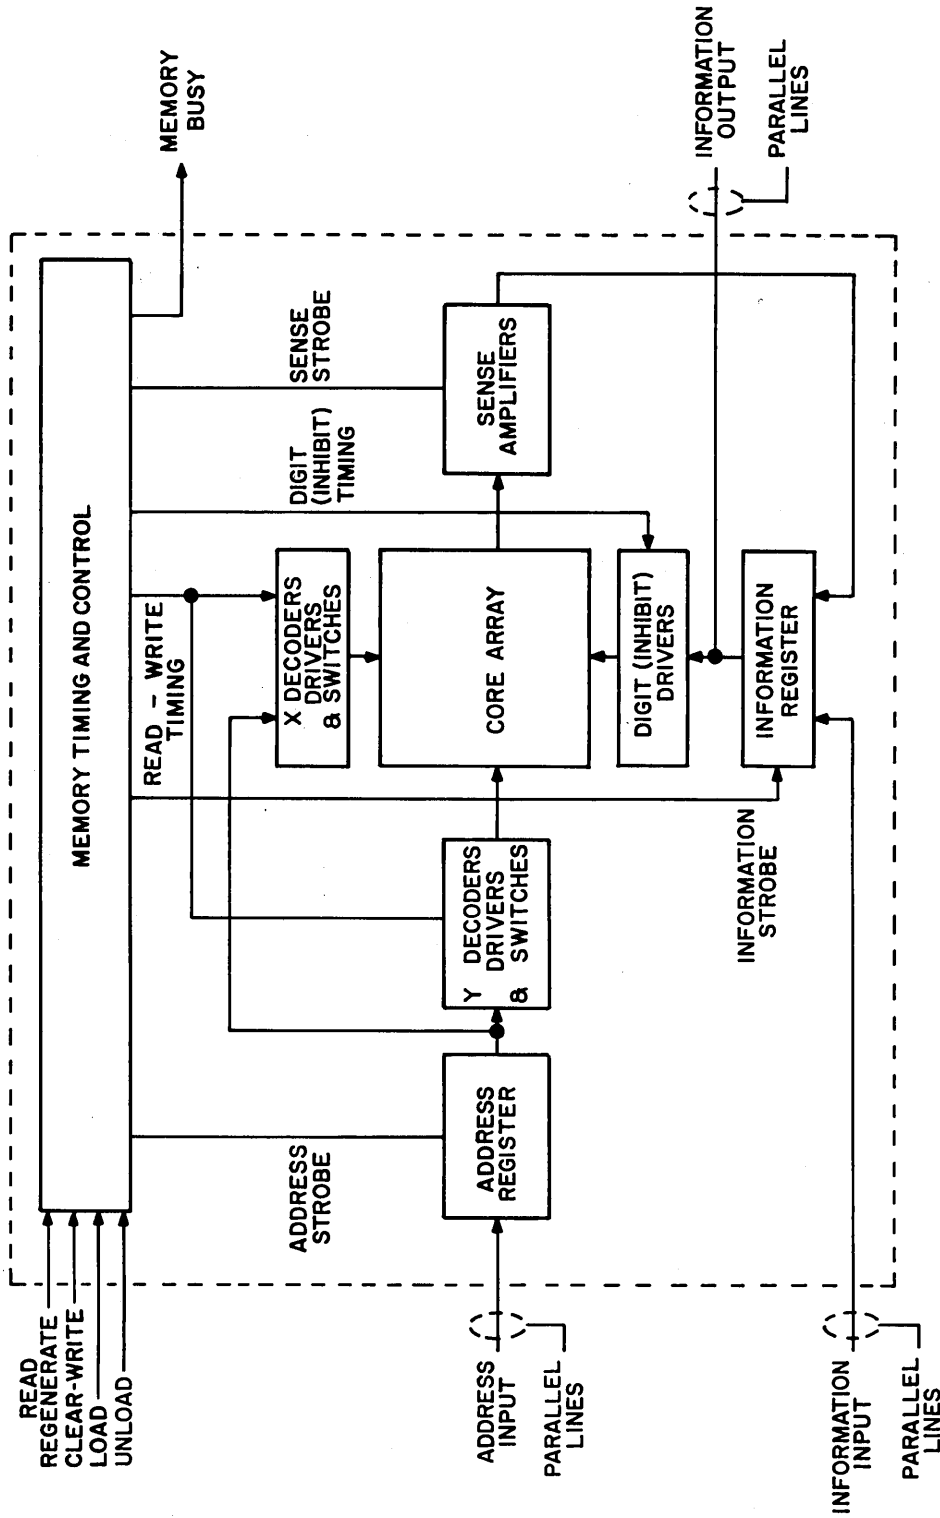 READ
REGENERATE
CLEAR-WRITE
LOAD
UNLOAD
MEMORY TIMING AND CONTROL
MEMORY
BUSY
ADDRESS
STROBE
READ - WRITE
TIMING
DIGIT
(INHIBIT)
TIMING
SENSE
STROBE
X DECODERS
DRIVERS
& SWITCHES
ADDRESS
INPUT
PARALLEL
LINES
ADDRESS
REGISTER
Y DECODERS
DRIVERS
& SWITCHES
CORE ARRAY
SENSE
AMPLIFIERS
DIGIT (INHIBIT)
DRIVERS
INFORMATION
OUTPUT
PARALLEL
LINES
INFORMATION
STROBE
INFORMATION
REGISTER
INFORMATION
INPUT
PARALLEL
LINES